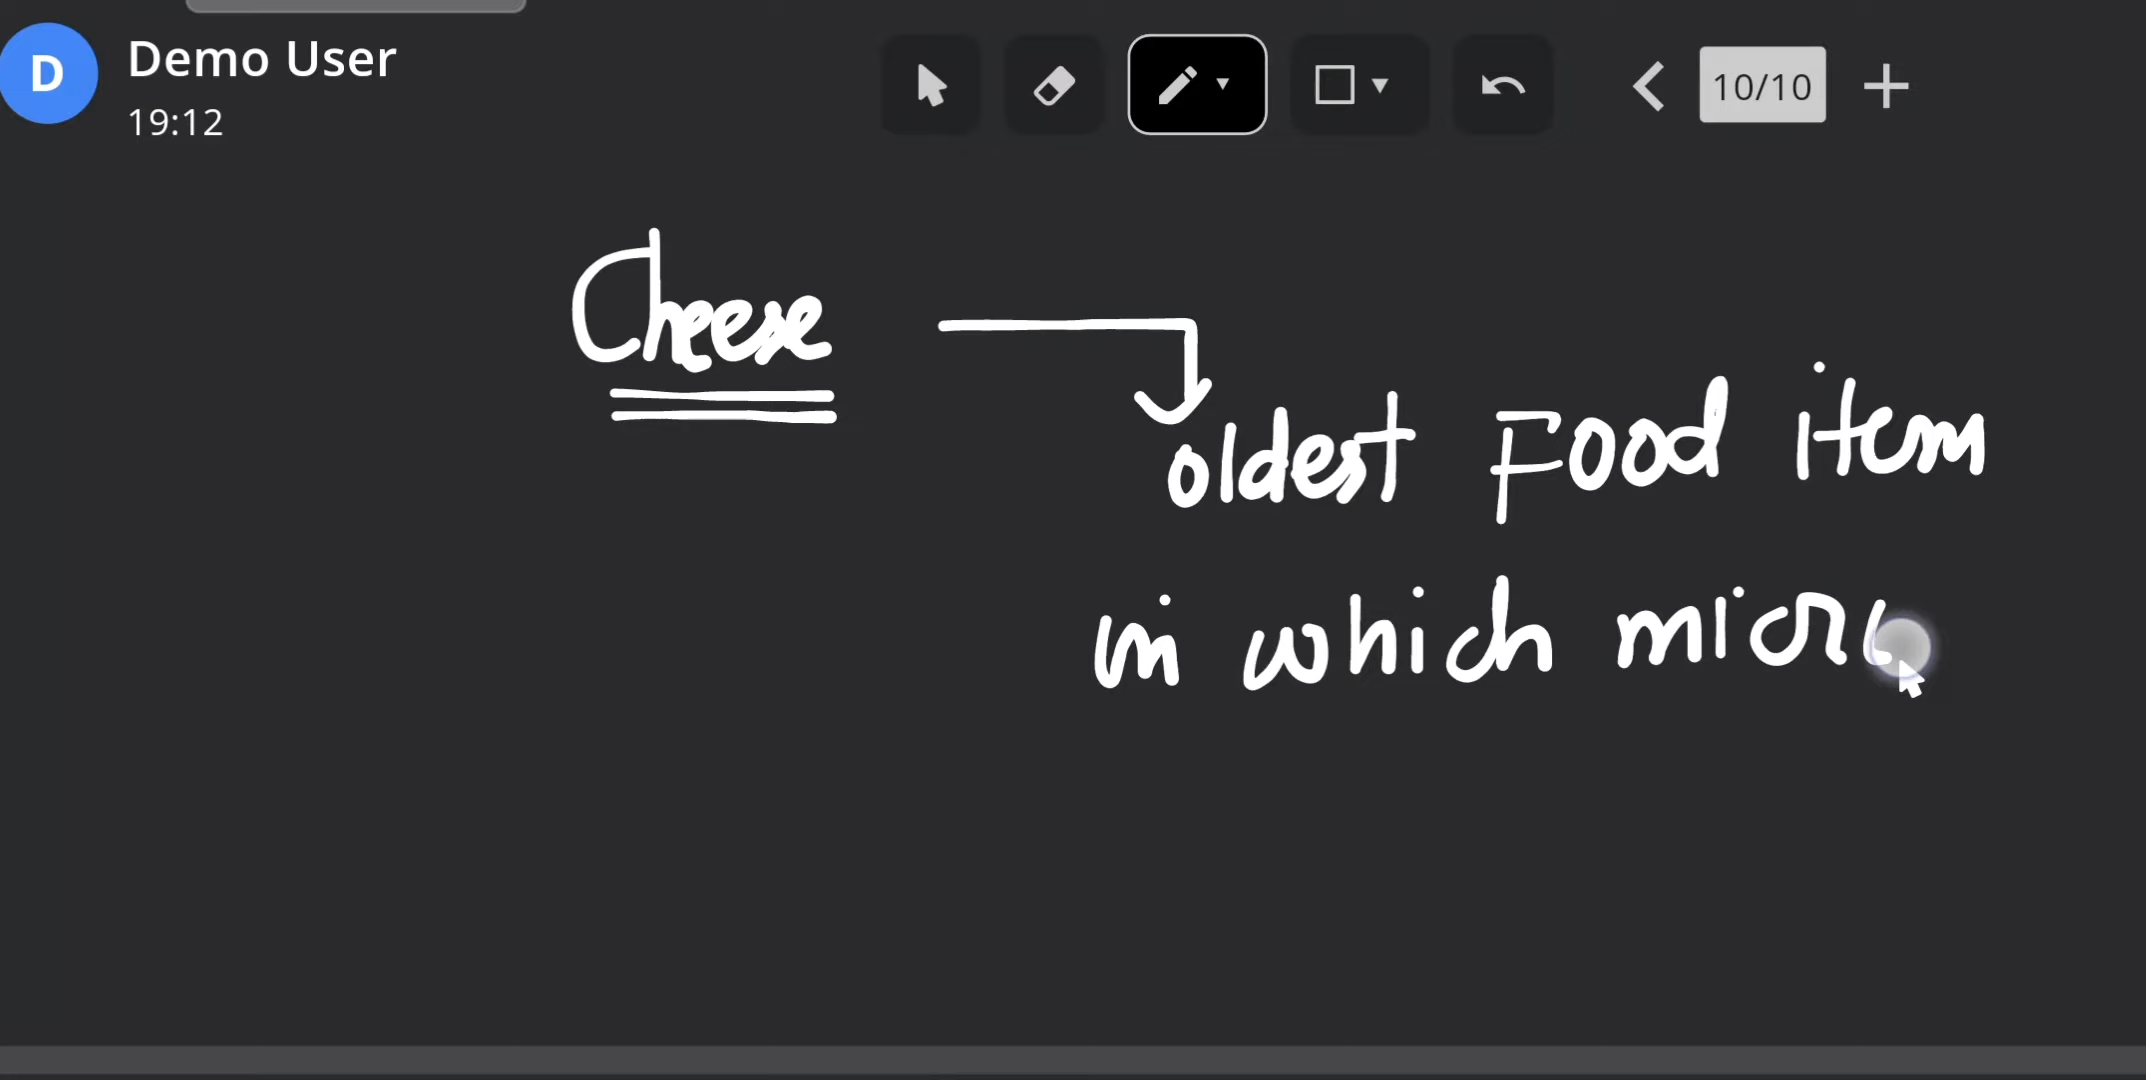 D
Demo User
19:12
10/10
Cheese
oldest Food item
in which micro